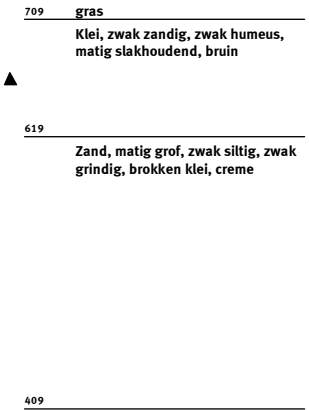 709 gras
Klei, zwak zandig, zwak humeus,
matig slakhoudend, bruin
619
Zand, matig grof, zwak siltig, zwak
grindig, brokken klei, creme
409